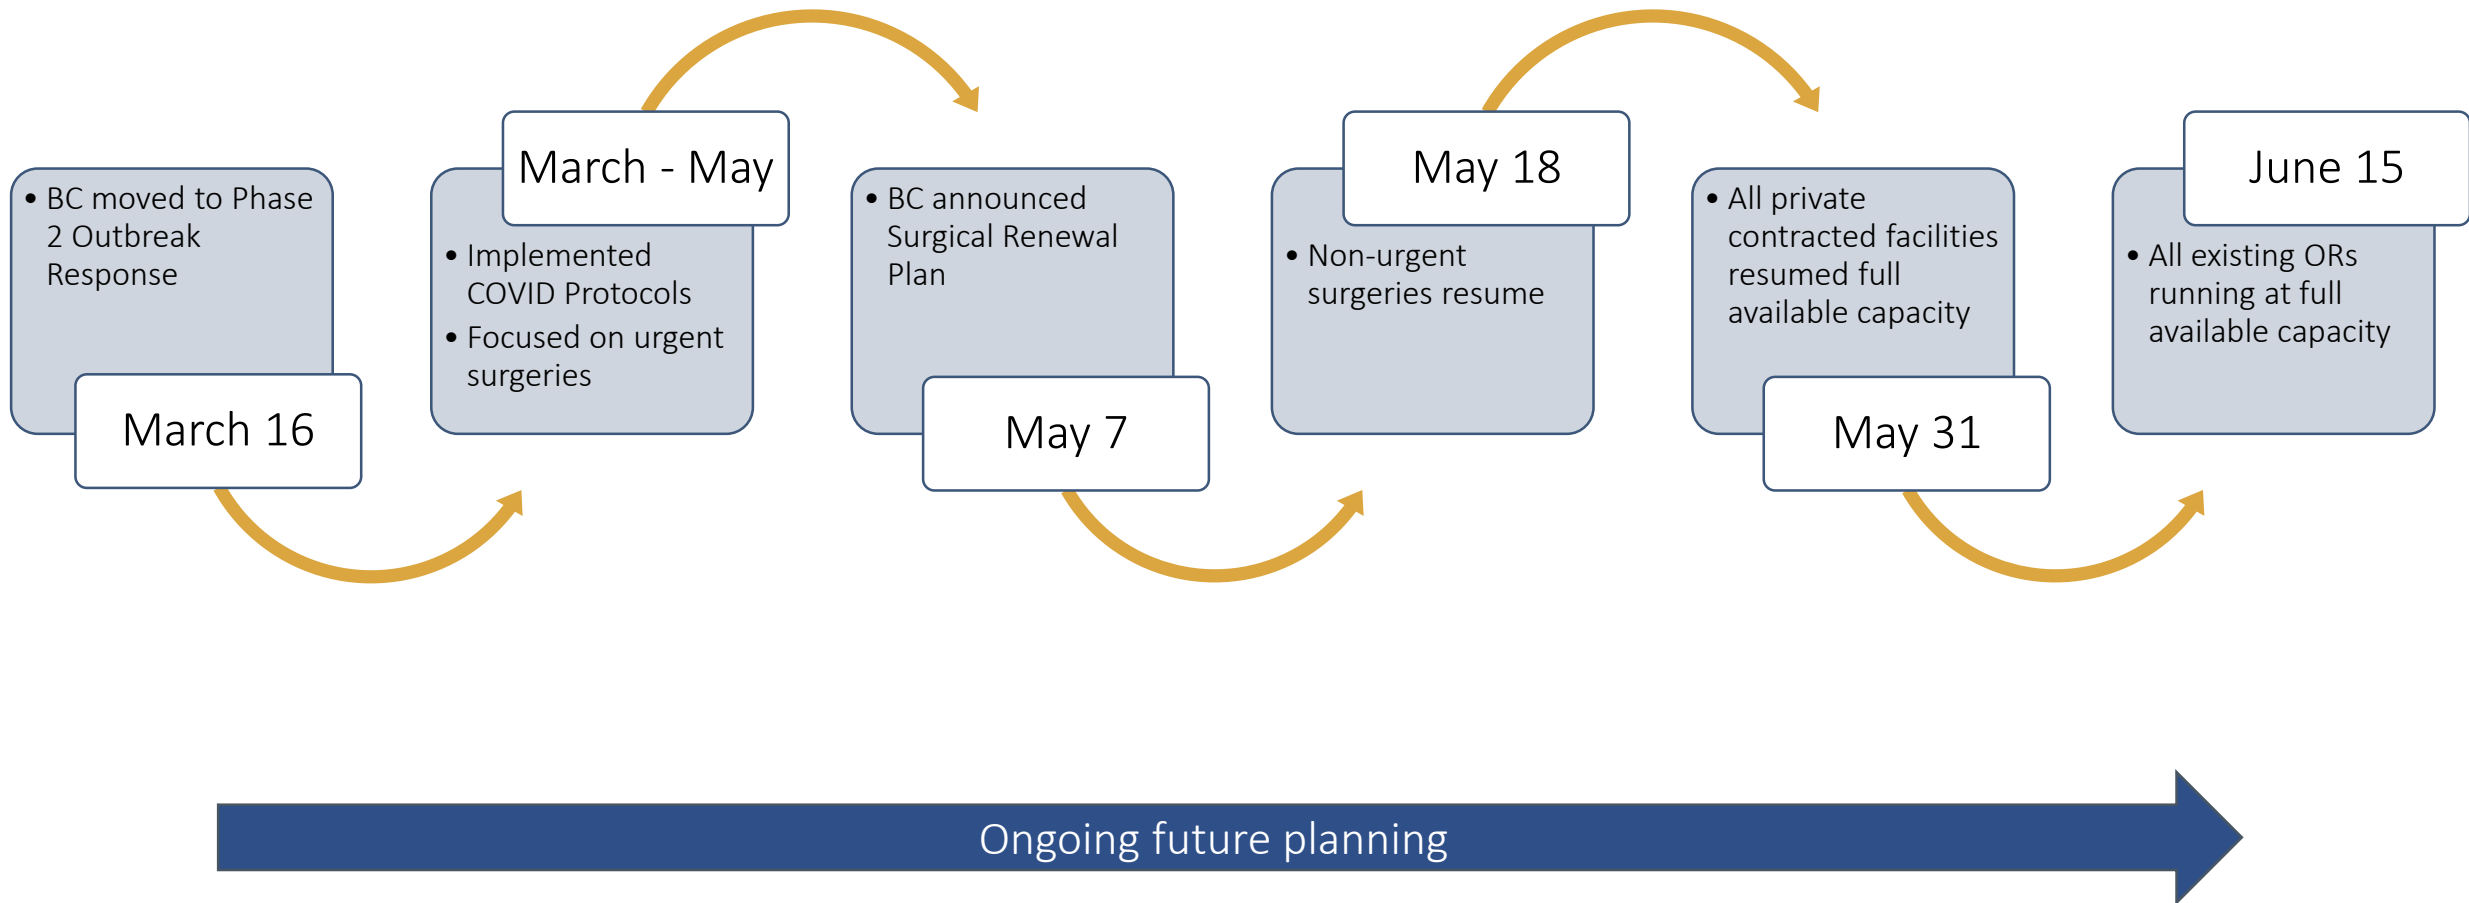 • BC moved to Phase
2 Outbreak
Response
March 16
March - May
• Implemented
COVID Protocols
• Focused on urgent
surgeries
• BC announced
Surgical Renewal
Plan
May 7
May 18
• Non-urgent
surgeries resume
• All private
contracted facilities
resumed full
available capacity
May 31
June 15
• All existing ORs
running at full
available capacity
Ongoing future planning